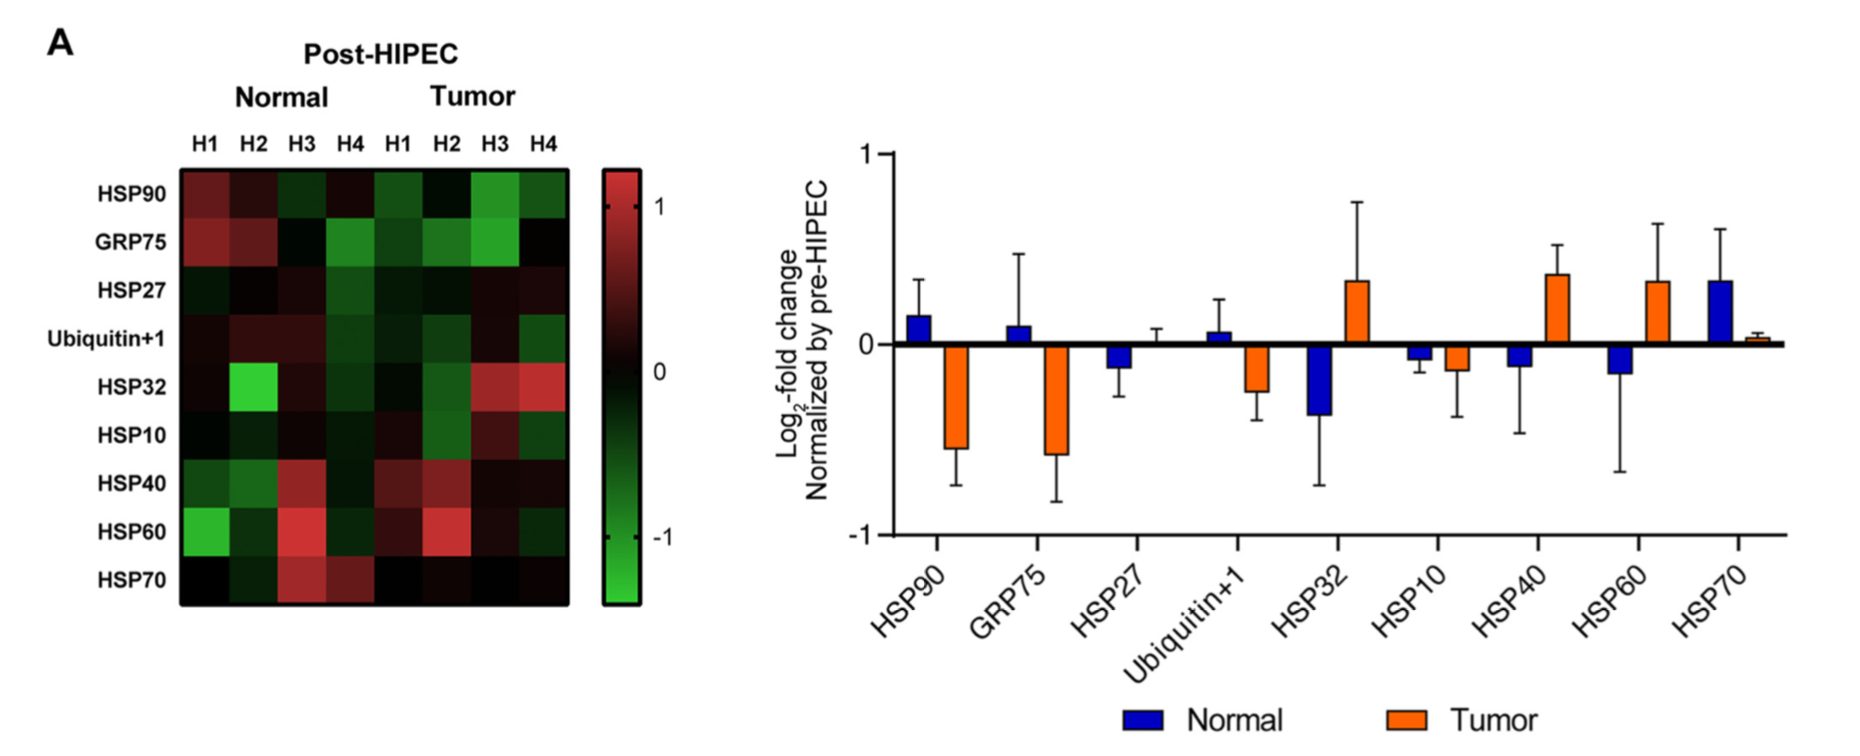 A
Post-HIPEC
Normal Tumor
H1 H2 H3 H4 H1 H2 H3 H4
HSP90
GRP75
HSP27
Ubiquitin+1
HSP32
HSP10
HSP40
HSP60
HSP70
1
0
-1
Log2-fold change
Normalized by pre-HIPEC
1
0
-1
HSP90
GRP75
HSP27
Ubiquitin+1
HSP32
HSP10
HSP40
HSP60
HSP70
Normal Tumor